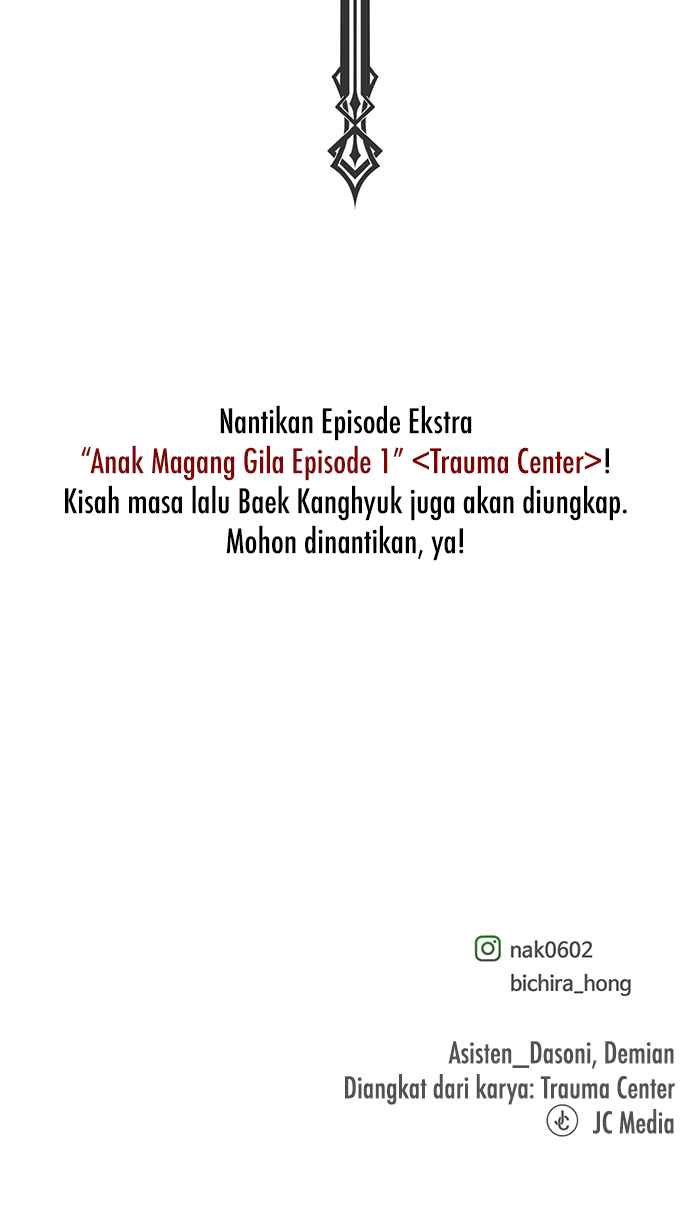 Nantikan Episode Ekstra
“Anak Magang Gila Episode 1” <Trauma Center>!
Kisah masa lalu Baek Kanghyuk juga akan diungkap.
Mohon dinantikan, ya!
nak0602
bichira_hong
Asisten_Dasoni, Demian
Diangkat dari karya: Trauma Center
JC JC Media